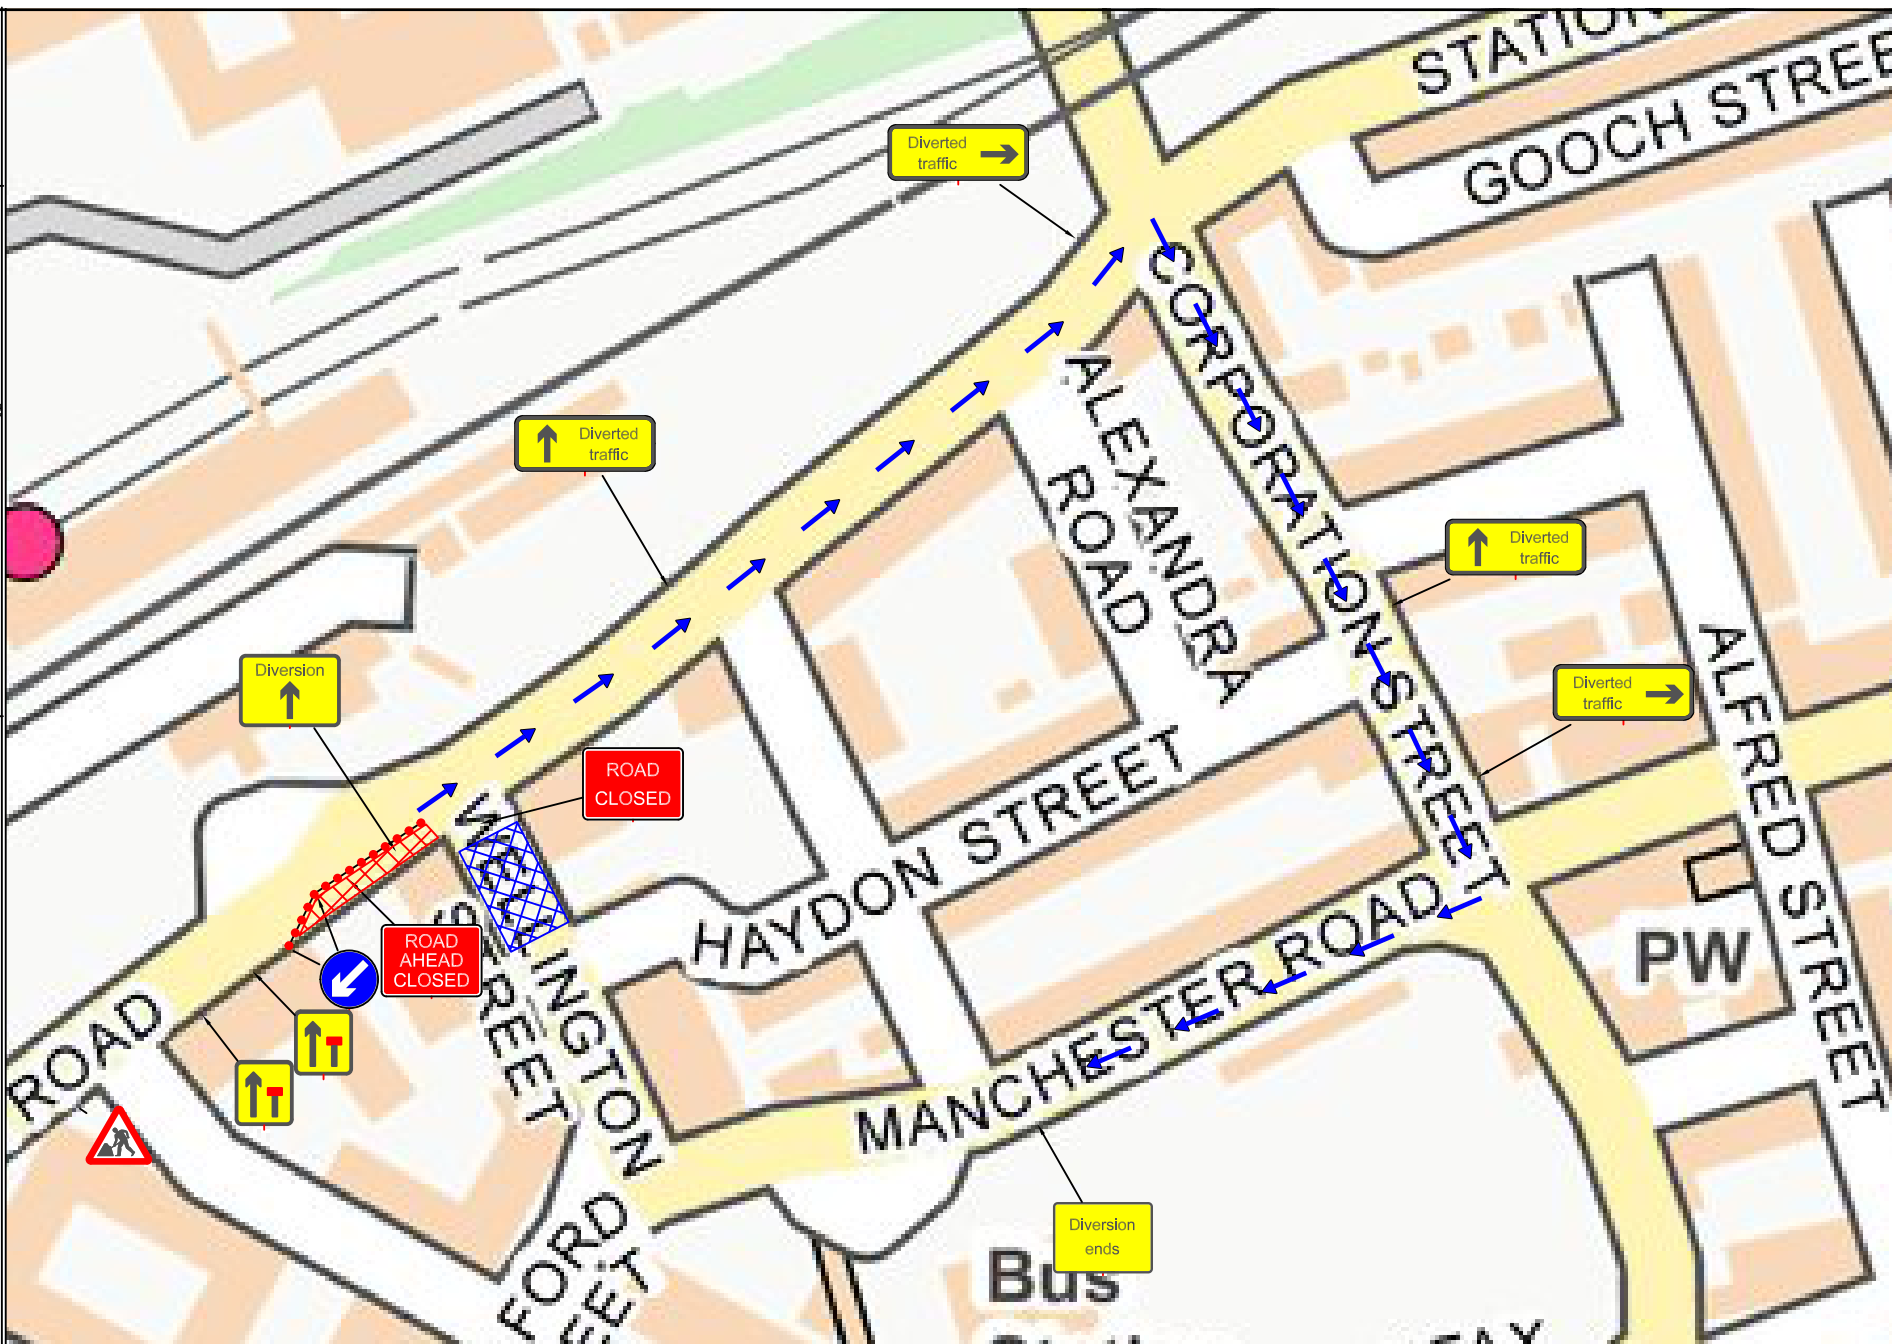 STATION
GOOCH STREE
Diverted
traffic
CORPORATION STREET
ALEXANDRA
ROAD
Diverted
traffic
Diverted
traffic
Diversion
Diverted
traffic
ALFRED STREET
ROAD
CLOSED
HAYDON STREET
WELLINGTON
STREET
ROAD
AHEAD
CLOSED
PW
MANCHESTER ROAD
ROAD
Diversion
ends
FORD
EET
Bus